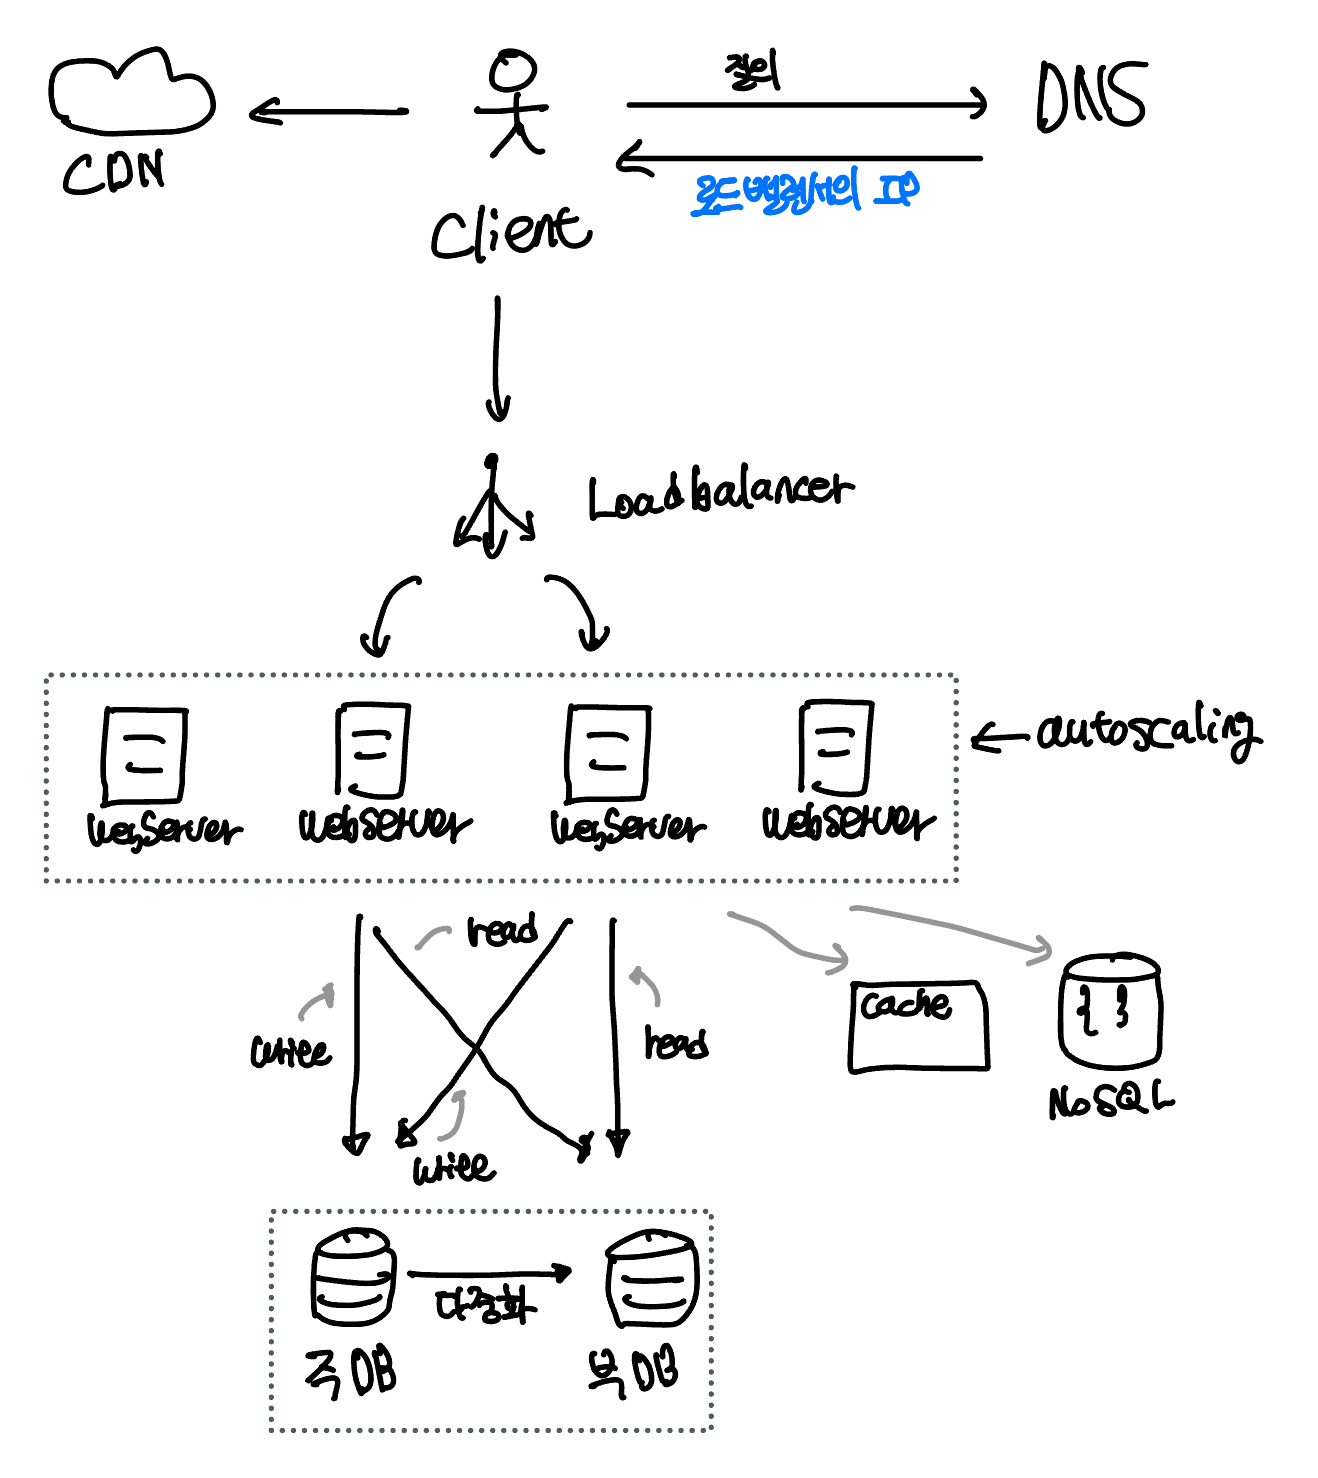 질의
DNS
CDN
로드밸런서의 IP
Client
Loadbalancer
autoscaling
WebServer
WebServer
WebServer
WebServer
read
write
read
cache
{ }
NoSQL
write
다중화
주DB
부DB